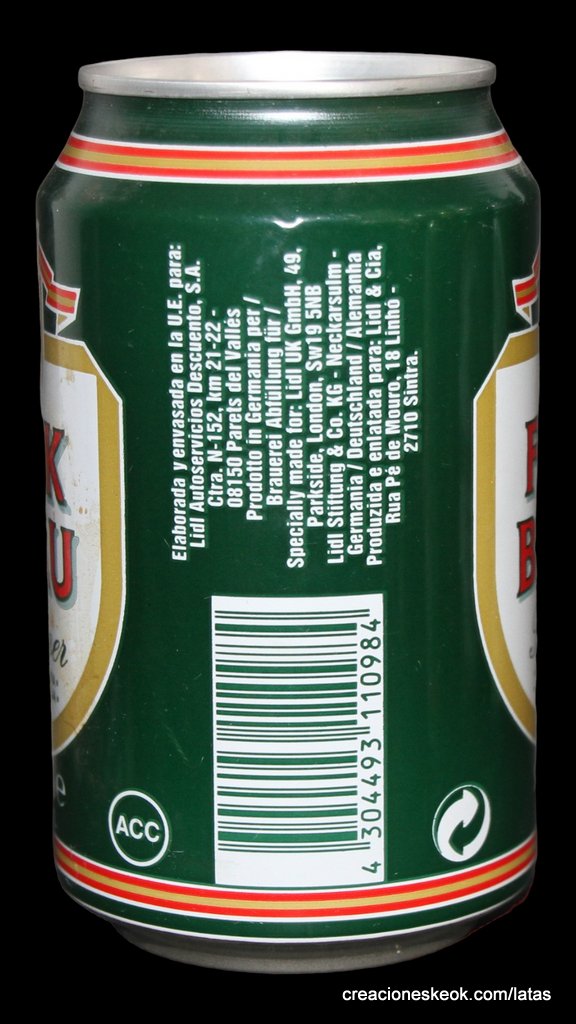 Elaborada y envasada en la U.E. para:
Lidl Autoservicios Descuento, S.A.
Ctra. N-152, km 21-22 -
08150 Parets del Valles
Prodotto in Germania per /
Brauerei Abfüllung für /
Specially made for: Lidl UK GmbH, 49,
Parkside, London, Sw19 5NB
Lidl Stiftung & Co. KG - Neckarsulm -
Germania / Deutschland / Alemanha
Produzida e enlatada para: Lidl & Cia,
Rua Pé de Mouro, 18 Linhó -
2710 Sintra.
4 304493 110984
ACC
K
U
er
e
F
B
creacioneskeok.com/latas